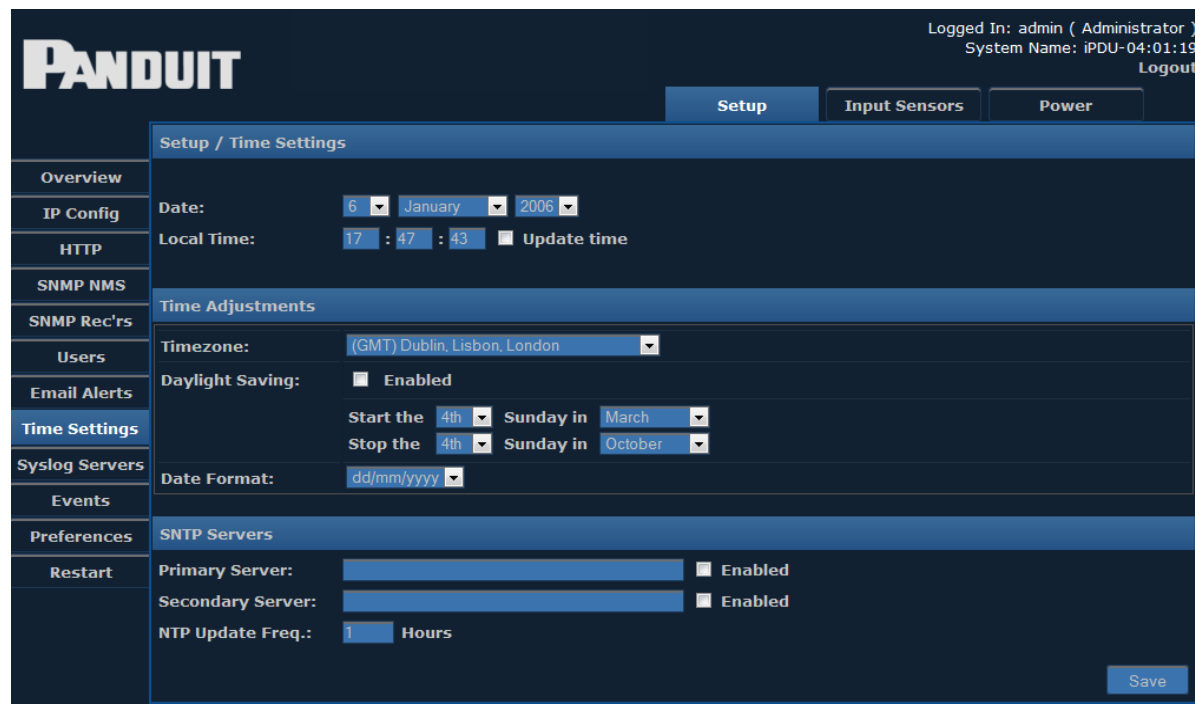 PANDUIT
Logged In: admin ( Administrator )
System Name: iPDU-04:01:19
Logout
Setup
Input Sensors
Power
Setup / Time Settings
Overview
IP Config
HTTP
SNMP NMS
SNMP Rec'rs
Users
Email Alerts
Time Settings
Syslog Servers
Events
Preferences
Restart
Date: 6 January 2006
Local Time: 17 : 47 : 43 Update time
Time Adjustments
Timezone: (GMT) Dublin, Lisbon, London
Daylight Saving: Enabled
Start the 4th Sunday in March
Stop the 4th Sunday in October
Date Format: dd/mm/yyyy
SNTP Servers
Primary Server: Enabled
Secondary Server: Enabled
NTP Update Freq.: 1 Hours
Save